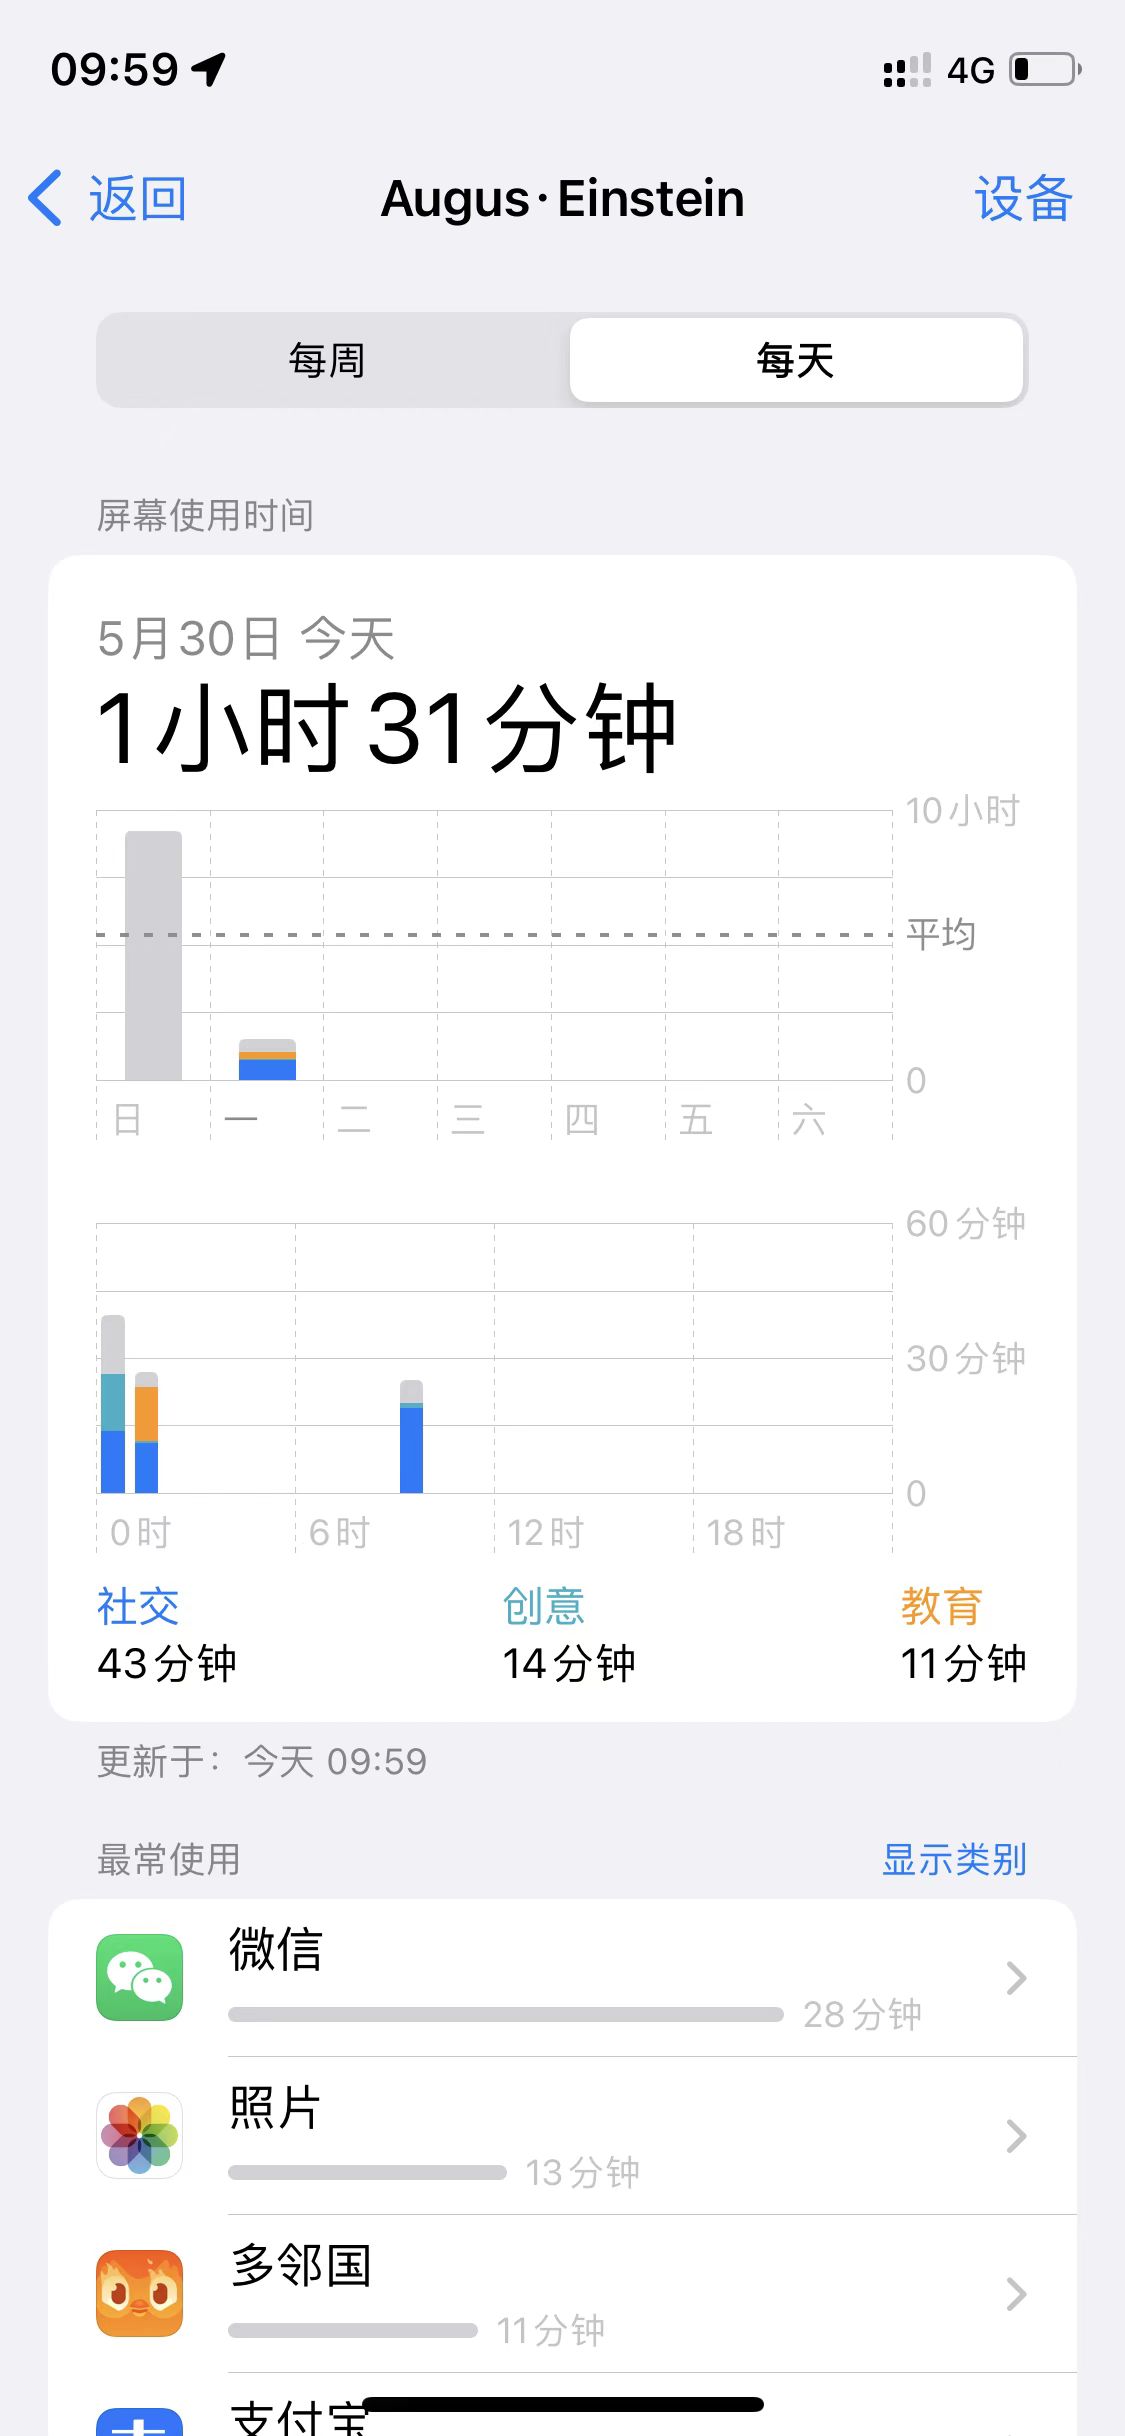 09:59
4G
返回
Augus · Einstein
设备
每周
每天
屏幕使用时间
5月30日 今天
1小时31分钟
10小时
平均
0
日 一 二 三 四 五 六
60分钟
30分钟
0
0时 6时 12时 18时
社交 创意 教育
43分钟 14分钟 11分钟
更新于：今天 09:59
最常使用
显示类别
微信
28分钟
照片
13分钟
多邻国
11分钟
支付宝